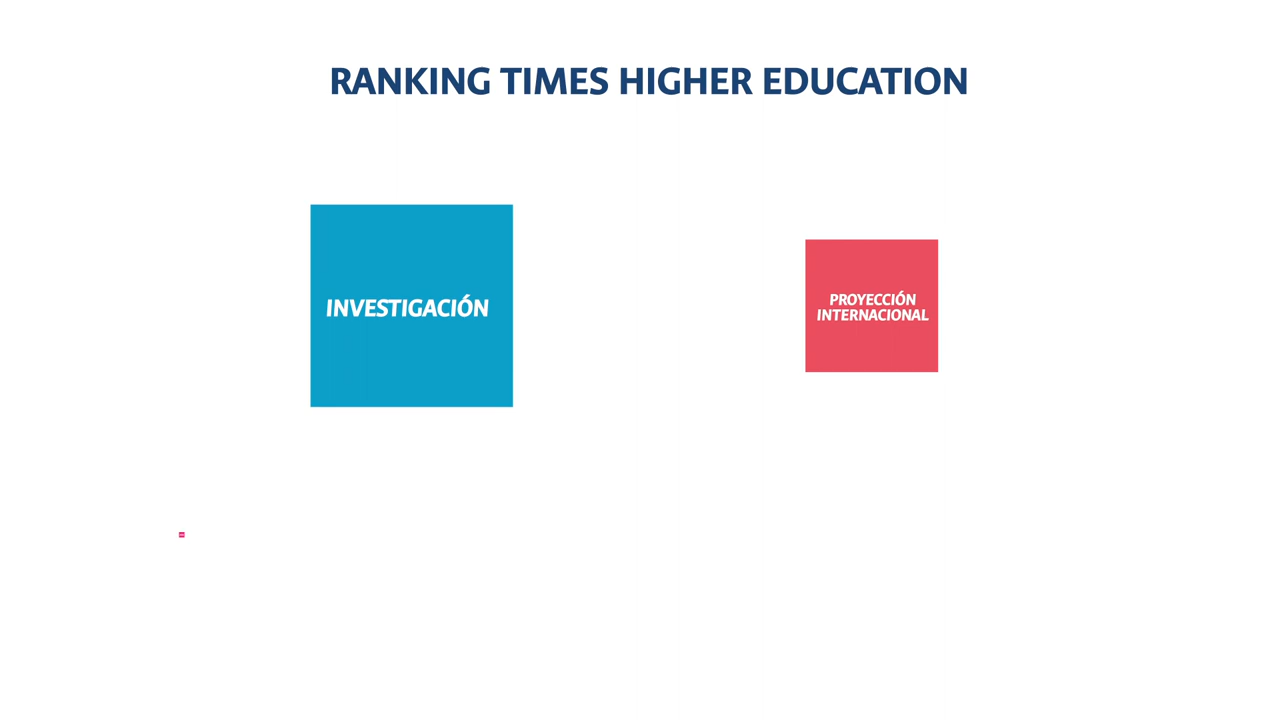 RANKING TIMES HIGHER EDUCATION
INVESTIGACIÓN
PROYECCIÓN
INTERNACIONAL